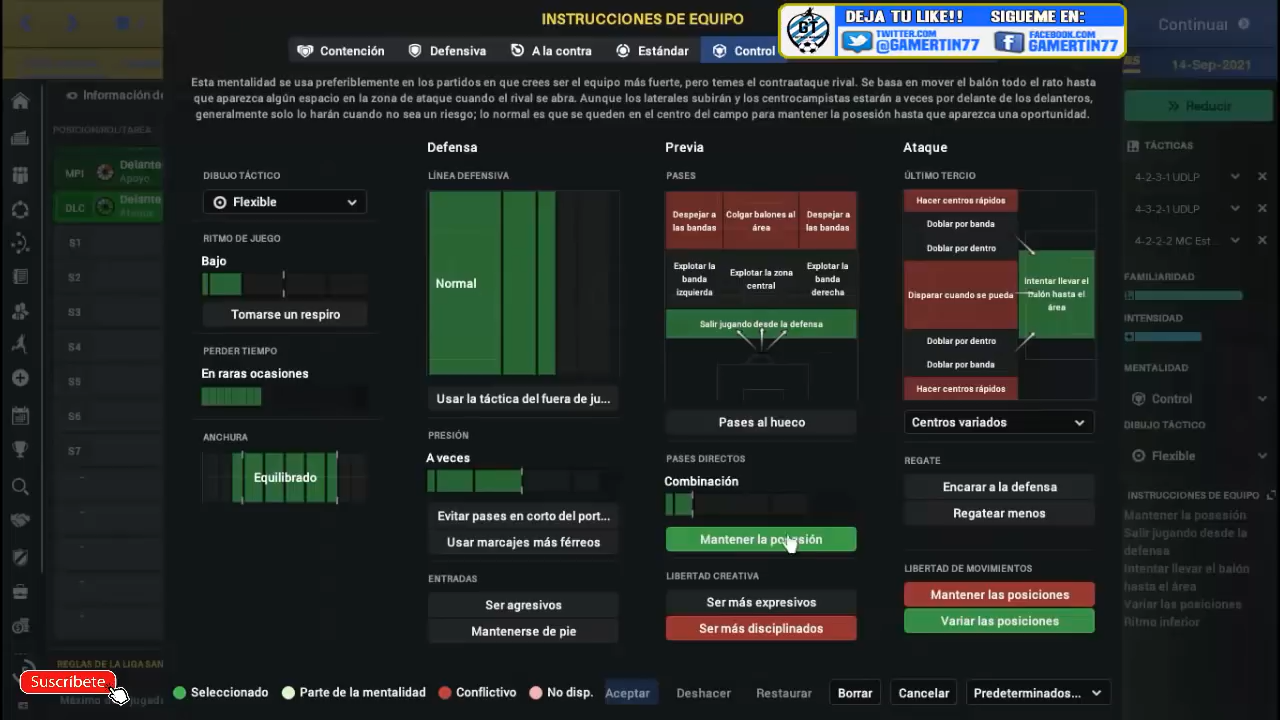 INSTRUCCIONES DE EQUIPO
DEJA TU LIKE!! SIGUEME EN:
GT
TWITTER.COM/
@GAMERTIN77
FACEBOOK.COM/
GAMERTIN77
Continuar
Contención
Defensiva
A la contra
Estándar
Control
14-Sep-2021
Esta mentalidad se usa preferiblemente en los partidos en que crees ser el equipo más fuerte, pero temes el contraataque rival. Se basa en mover el balón todo el rato hasta
que aparezca algún espacio en la zona de ataque cuando el rival se abra. Aunque los laterales subirán y los centrocampistas estarán a veces por delante de los delanteros,
generalmente solo lo harán cuando no sea un riesgo; lo normal es que se queden en el centro del campo para mantener la posesión hasta que aparezca una oportunidad.
Información de
POSICIÓN/ROL/TAREA
MPI
Delante
Apoyo
DLC
Delante
Ataque
S1
S2
S3
S4
S5
S6
S7
REGLAS DE LA LIGA SAN
DIBUJO TÁCTICO
Flexible
RITMO DE JUEGO
Bajo
Tomarse un respiro
PERDER TIEMPO
En raras ocasiones
ANCHURA
Equilibrado
Defensa
LÍNEA DEFENSIVA
Normal
Usar la táctica del fuera de ju...
PRESIÓN
A veces
Evitar pases en corto del port...
Usar marcajes más férreos
ENTRADAS
Ser agresivos
Mantenerse de pie
Previa
PASES
Despejar a
las bandas
Colgar balones al
área
Despejar a
las bandas
Explotar la
banda
izquierda
Explotar la zona
central
Explotar la
banda
derecha
Salir jugando desde la defensa
Pases al hueco
PASES DIRECTOS
Combinación
Mantener la posesión
LIBERTAD CREATIVA
Ser más expresivos
Ser más disciplinados
Ataque
ÚLTIMO TERCIO
Hacer centros rápidos
Doblar por banda
Doblar por dentro
Disparar cuando se pueda
Intentar llevar el
balón hasta el
área
Doblar por dentro
Doblar por banda
Hacer centros rápidos
Centros variados
REGATE
Encarar a la defensa
Regatear menos
LIBERTAD DE MOVIMIENTOS
Mantener las posiciones
Variar las posiciones
Reducir
TÁCTICAS
4-2-3-1 UDLP
4-3-2-1 UDLP
4-2-2-2 MC Est...
FAMILIARIDAD
INTENSIDAD
MENTALIDAD
Control
DIBUJO TÁCTICO
Flexible
INSTRUCCIONES DE EQUIPO
Mantener la posesión
Salir jugando desde la
defensa
Intentar llevar el balón
hasta el área
Variar las posiciones
Ritmo inferior
Suscríbete
Seleccionado
Parte de la mentalidad
Conflictivo
No disp.
Aceptar
Deshacer
Restaurar
Borrar
Cancelar
Predeterminados...